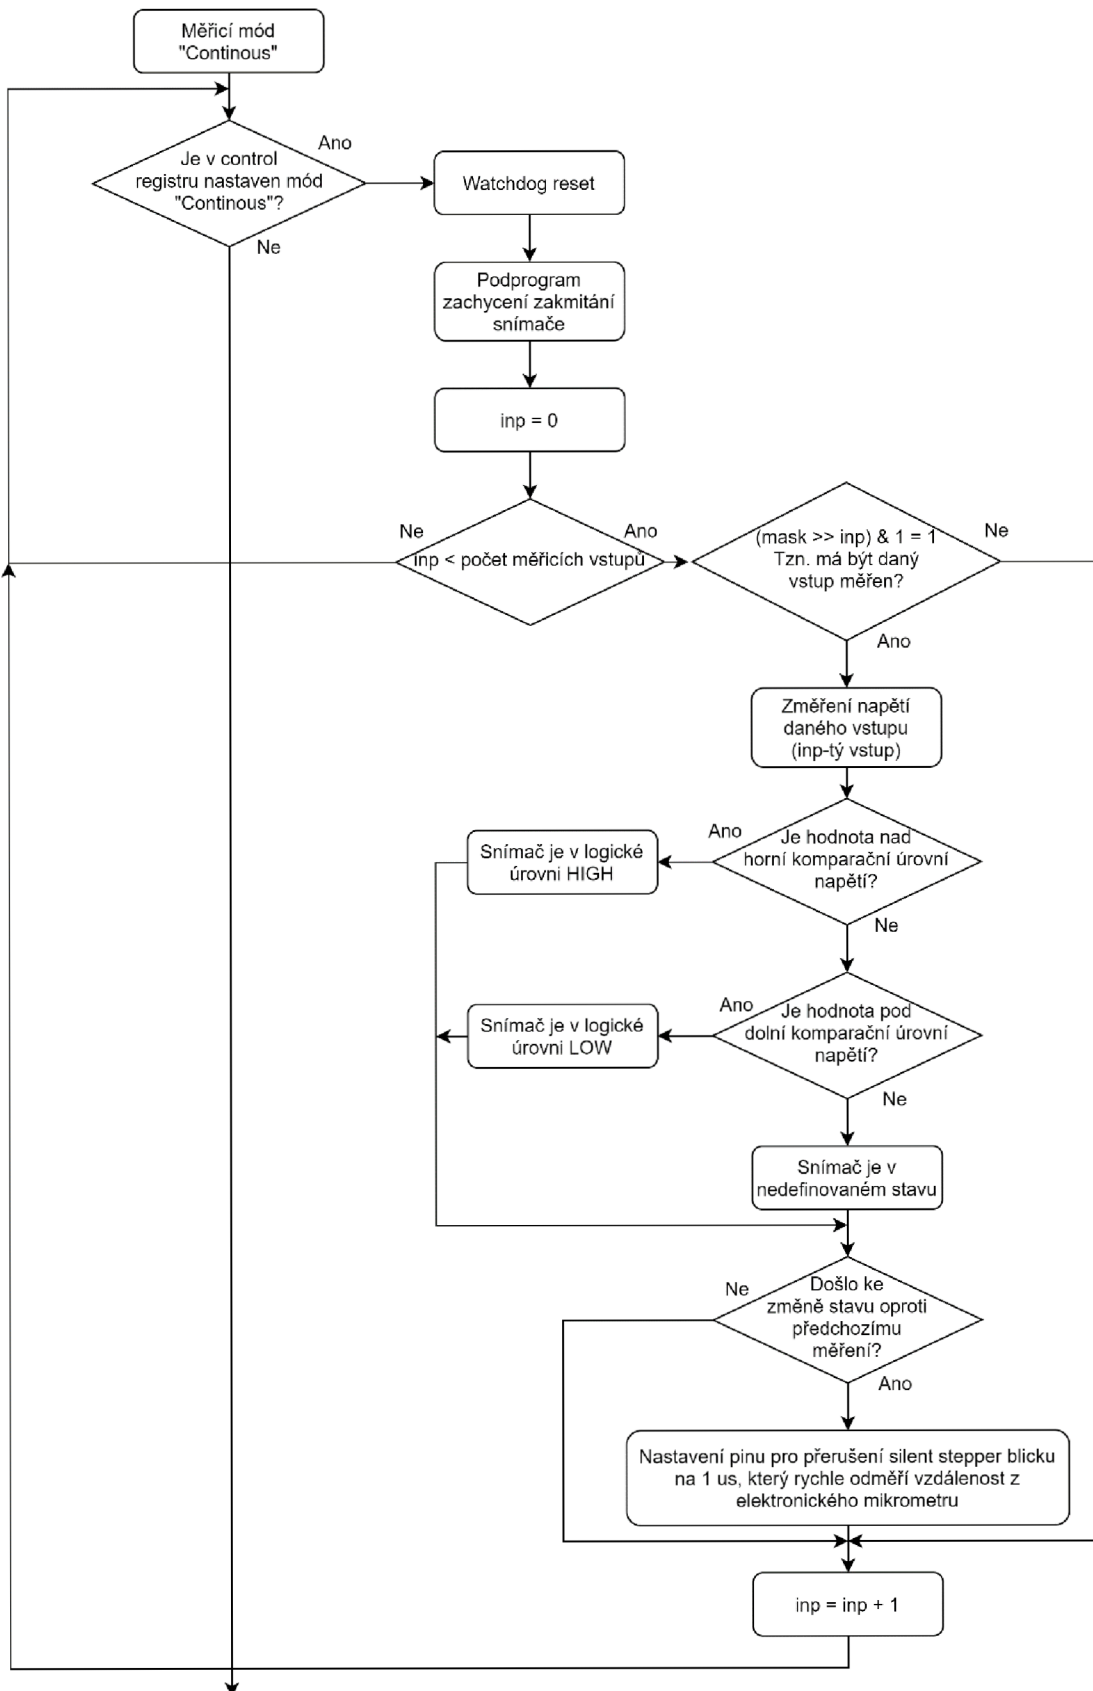 Měřicí mód
"Continous"
Ano
Je v control
registru nastaven mód
"Continous"?
Ne
Watchdog reset
Podprogram
zachycení zakmitání
snímače
inp = 0
Ne
Ano
inp < počet měřicích vstupů
(mask >> inp) & 1 = 1
Tzn. má být daný
vstup měřen?
Ne
Ano
Změření napětí
daného vstupu
(inp-tý vstup)
Ano
Je hodnota nad
horní komparační úrovní
napětí?
Ne
Snímač je v logické
úrovni HIGH
Ano
Je hodnota pod
dolní komparační úrovní
napětí?
Ne
Snímač je v logické
úrovni LOW
Snímač je v
nedefinovaném stavu
Ne
Došlo ke
změně stavu oproti
předchozímu
měření?
Ano
Nastavení pinu pro přerušení silent stepper blicku
na 1 us, který rychle odměří vzdálenost z
elektronického mikrometru
inp = inp + 1